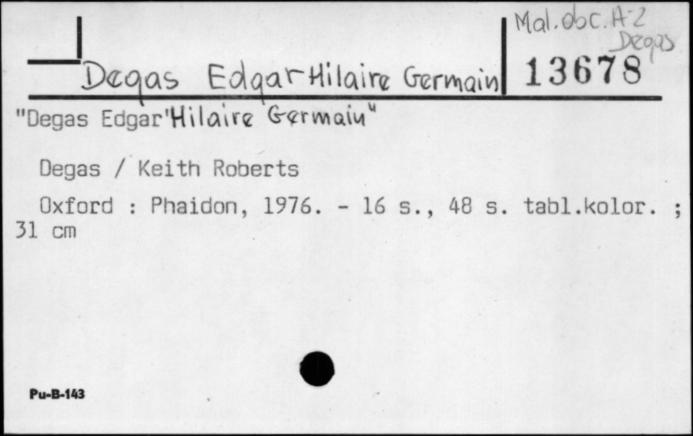 Mal.obc. A-Z
Degas
Degas Edgar Hilaire Germain
13678
"Degas Edgar Hilaire Germain"
Degas / Keith Roberts
Oxford : Phaidon, 1976. - 16 s., 48 s. tabl.kolor. ;
31 cm
Pu-B-143